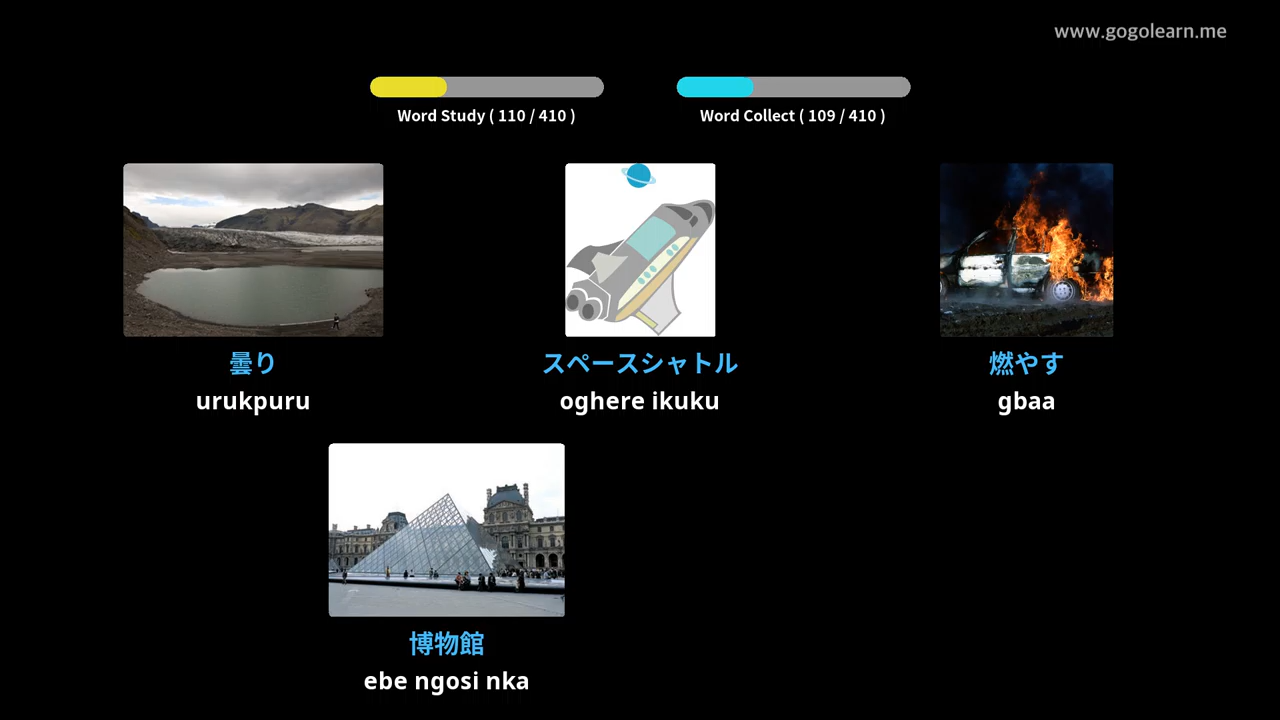 www.gogolearn.me
Word Study ( 110 / 410 )
Word Collect ( 109 / 410 )
曇り
urukpuru
スペースシャトル
oghere ikuku
燃やす
gbaa
博物館
ebe ngosi nka